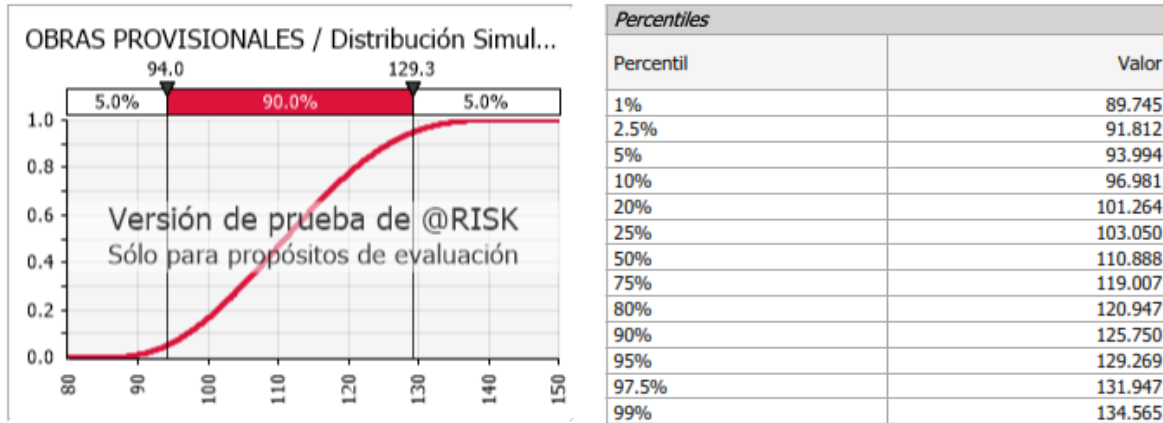 OBRAS PROVISIONALES / Distribución Simul...
94.0 129.3
5.0% 90.0% 5.0%
1.0
0.8
0.6
0.4
0.2
0.0
Versión de prueba de @RISK
Sólo para propósitos de evaluación
80 90 100 110 120 130 140 150
Percentiles
Percentil Valor
1% 89.745
2.5% 91.812
5% 93.994
10% 96.981
20% 101.264
25% 103.050
50% 110.888
75% 119.007
80% 120.947
90% 125.750
95% 129.269
97.5% 131.947
99% 134.565